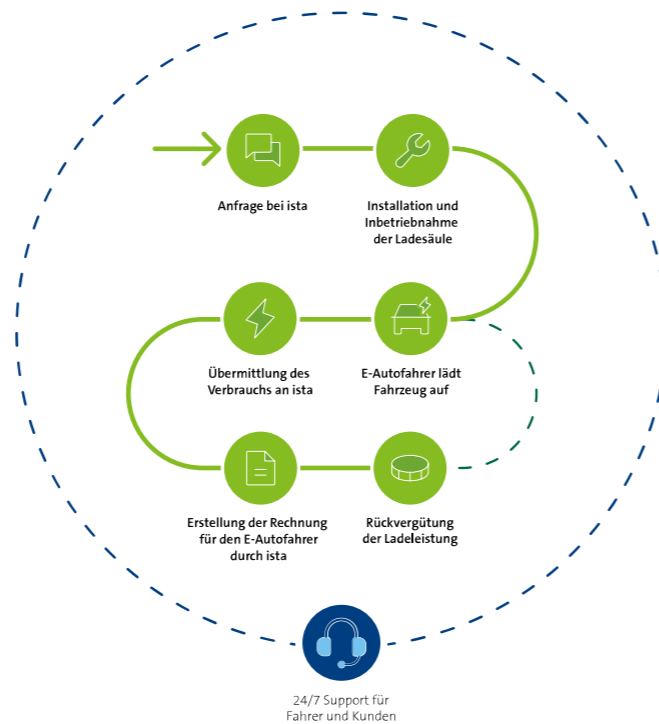 Anfrage bei ista
Installation und
Inbetriebnahme
der Ladesäule
Übermittlung des
Verbrauchs an ista
E-Autofahrer lädt
Fahrzeug auf
Erstellung der Rechnung
für den E-Autofahrer
durch ista
Rückvergütung
der Ladeleistung
24/7 Support für
Fahrer und Kunden